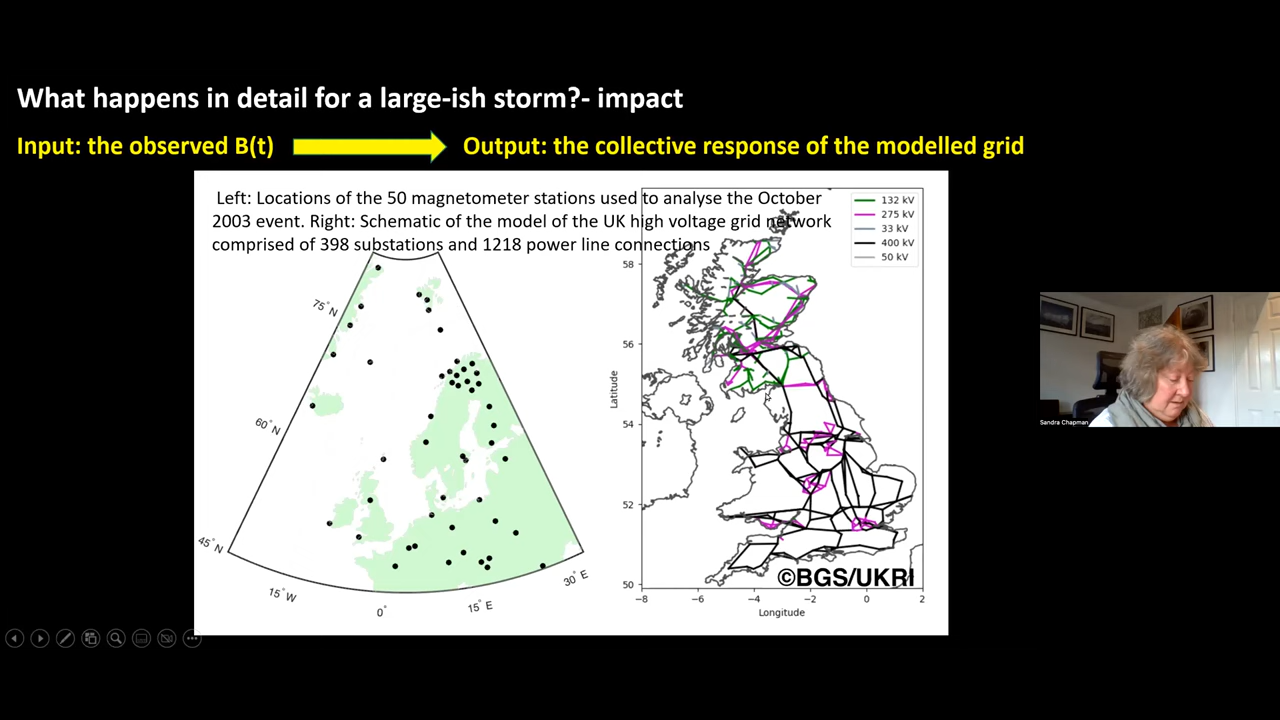 What happens in detail for a large-ish storm?- impact
Input: the observed B(t)
Output: the collective response of the modelled grid
Left: Locations of the 50 magnetometer stations used to analyse the October
2003 event. Right: Schematic of the model of the UK high voltage grid network
comprised of 398 substations and 1218 power line connections
75°N
60°N
45°N
15°W
0°
15°E
30°E
132 kV
275 kV
33 kV
400 kV
50 kV
Latitude
58
56
54
52
50
−8
−6
−4
−2
0
2
Longitude
©BGS/UKRI
Sandra Chapman